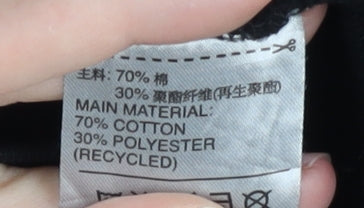 主料: 70% 棉
30% 聚酯纤维(再生聚酯)
MAIN MATERIAL:
70% COTTON
30% POLYESTER
(RECYCLED)